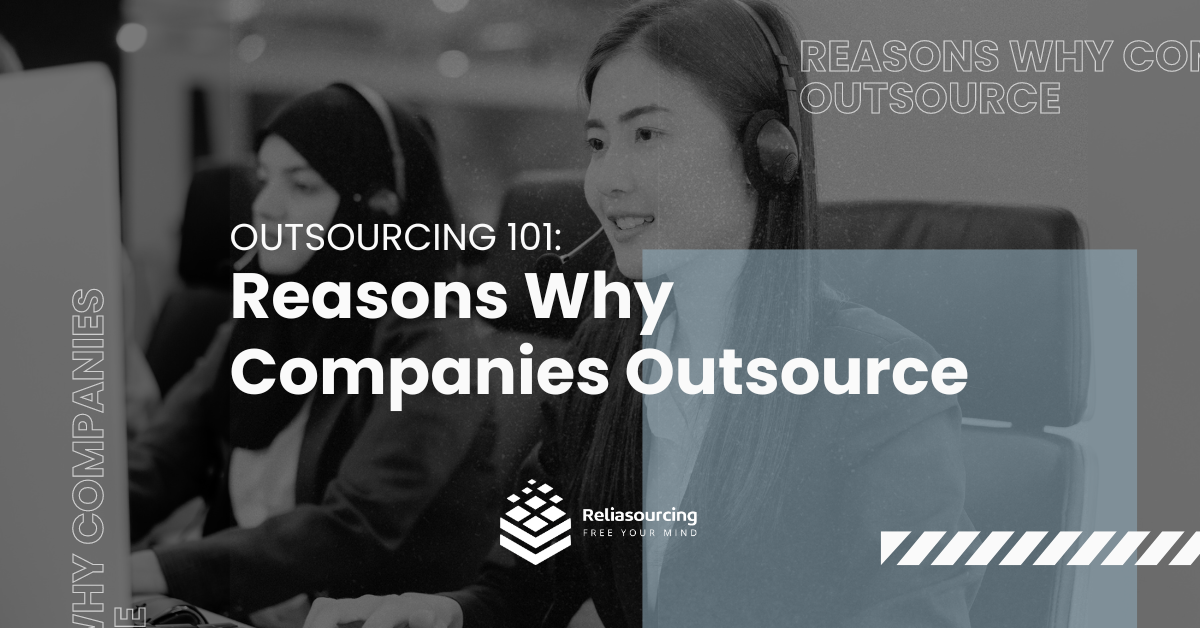 REASONS WHY COM
OUTSOURCE
OUTSOURCING 101:
Reasons Why
Companies Outsource
WHY COMPANIES
E
Reliasourcing
FREE YOUR MIND